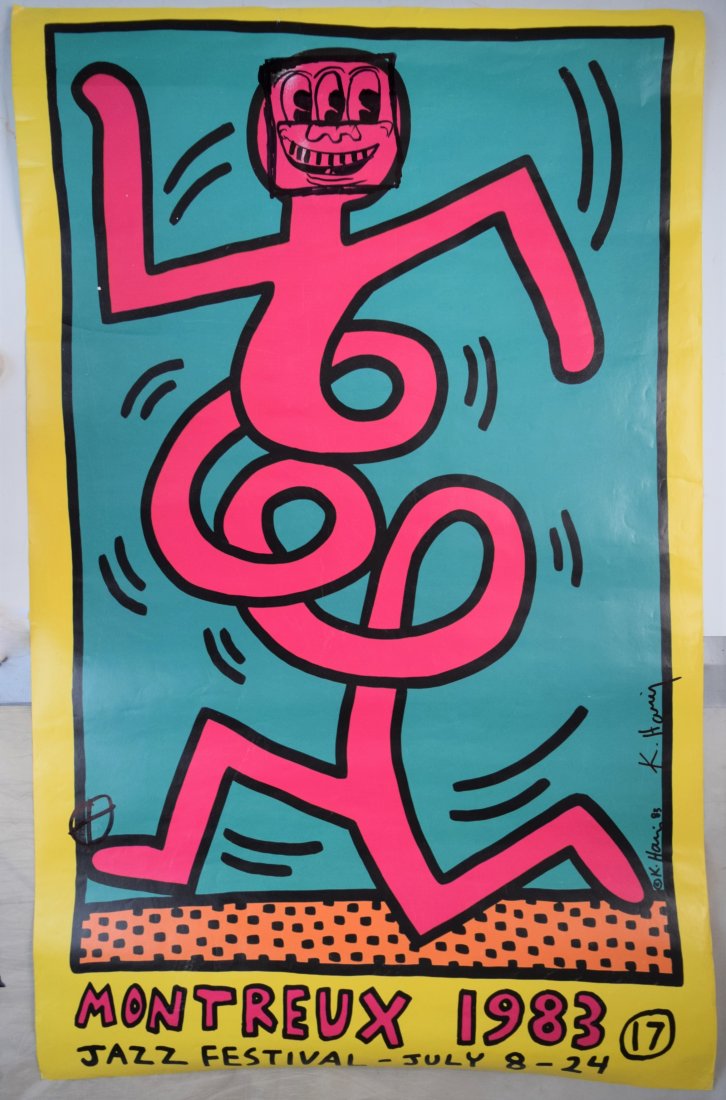 K. Haring
©K. Haring 83
MONTREUX 1983
17
JAZZ FESTIVAL - JULY 8-24